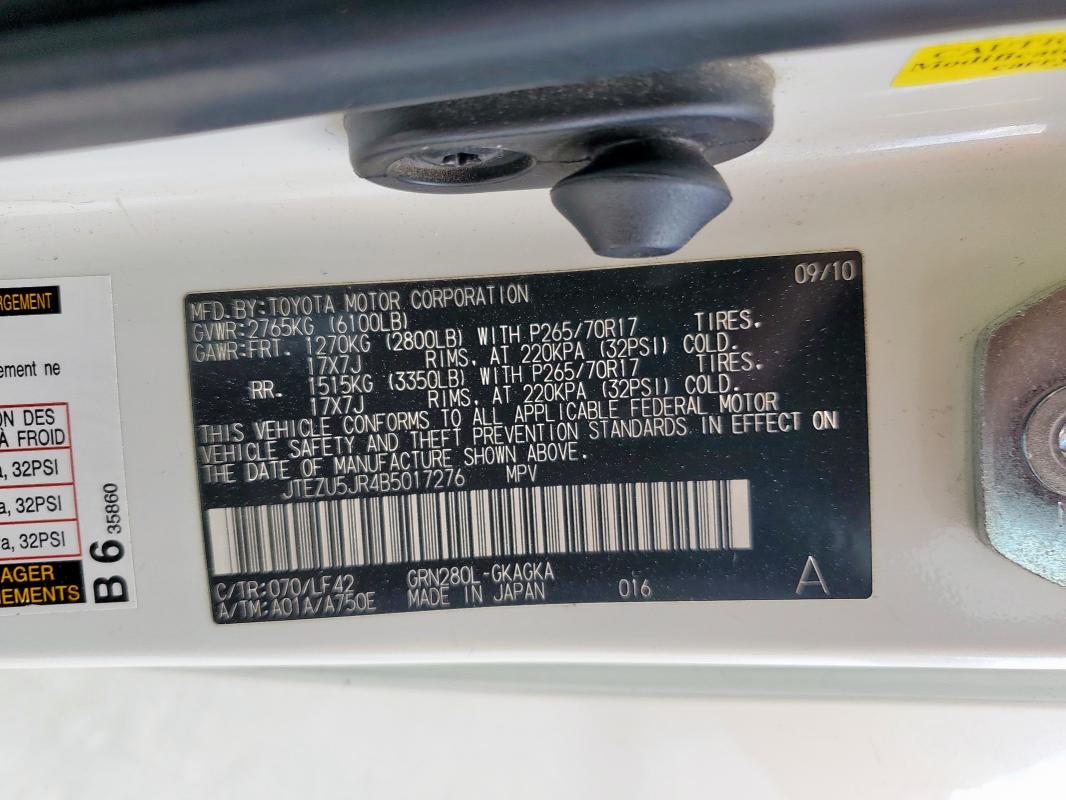 CAUTION
Modificat
carry
09/10
MFD. BY: TOYOTA MOTOR CORPORATION
GVWR: 2765KG (6100LB)
GAWR: FRT. 1270KG (2800LB) WITH P265/70R17 TIRES.
17X7J RIMS. AT 220KPA (32PSI) COLD.
RR. 1515KG (3350LB) WITH P265/70R17 TIRES.
17X7J RIMS. AT 220KPA (32PSI) COLD.
THIS VEHICLE CONFORMS TO ALL APPLICABLE FEDERAL MOTOR
VEHICLE SAFETY AND THEFT PREVENTION STANDARDS IN EFFECT ON
THE DATE OF MANUFACTURE SHOWN ABOVE.
JTEZU5JR4B5017276 MPV
C/TR: 070/LF42 GRN280L-GKAGKA
A/TM: A01A/A750E MADE IN JAPAN 016 A
RGEMENT
ement ne
ON DES
À FROID
a, 32PSI
a, 32PSI
a, 32PSI
AGER
NEMENTS
B 6 35860